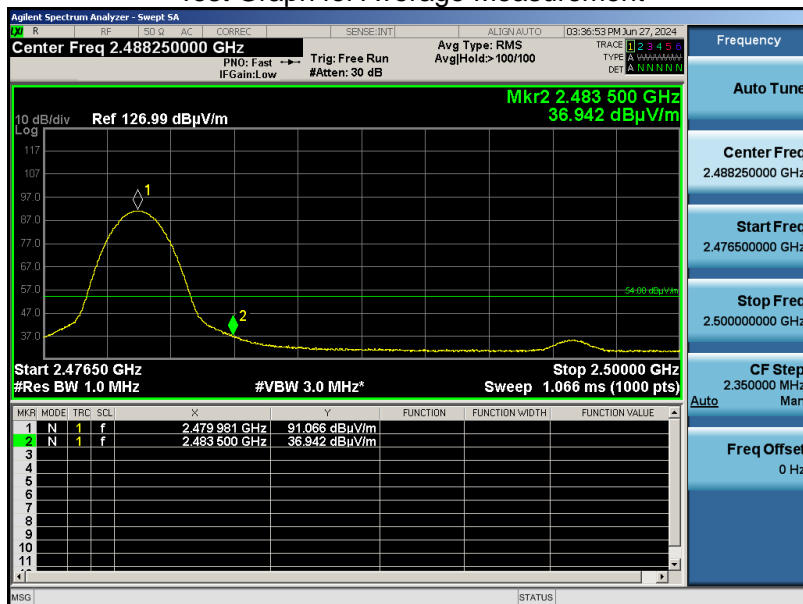 Test Graph for Average Measurement
Agilent Spectrum Analyzer - Swept SA
LXI R RF 50 Ω AC CORREC SENSE:INT ALIGN AUTO 03:36:53 PM Jun 27, 2024
Center Freq 2.488250000 GHz
PNO: Fast
IFGain:Low
Trig: Free Run
#Atten: 30 dB
Avg Type: RMS
Avg|Hold:>100/100
TRACE 1 2 3 4 5 6
TYPE A WWWWW
DET A N N N N N
Mkr2 2.483 500 GHz
36.942 dBµV/m
10 dB/div Ref 126.99 dBµV/m
Log
117
107
97.0
87.0
77.0
67.0
57.0
47.0
37.0
1
2
54.00 dBµV/m
Start 2.47650 GHz Stop 2.50000 GHz
#Res BW 1.0 MHz #VBW 3.0 MHz* Sweep 1.066 ms (1000 pts)
MKR MODE TRC SCL X Y FUNCTION FUNCTION WIDTH FUNCTION VALUE
1 N 1 f 2.479 981 GHz 91.066 dBµV/m
2 N 1 f 2.483 500 GHz 36.942 dBµV/m
3
4
5
6
7
8
9
10
11
MSG STATUS
Frequency
Auto Tune
Center Freq
2.488250000 GHz
Start Freq
2.476500000 GHz
Stop Freq
2.500000000 GHz
CF Step
2.350000 MHz
Auto Man
Freq Offset
0 Hz